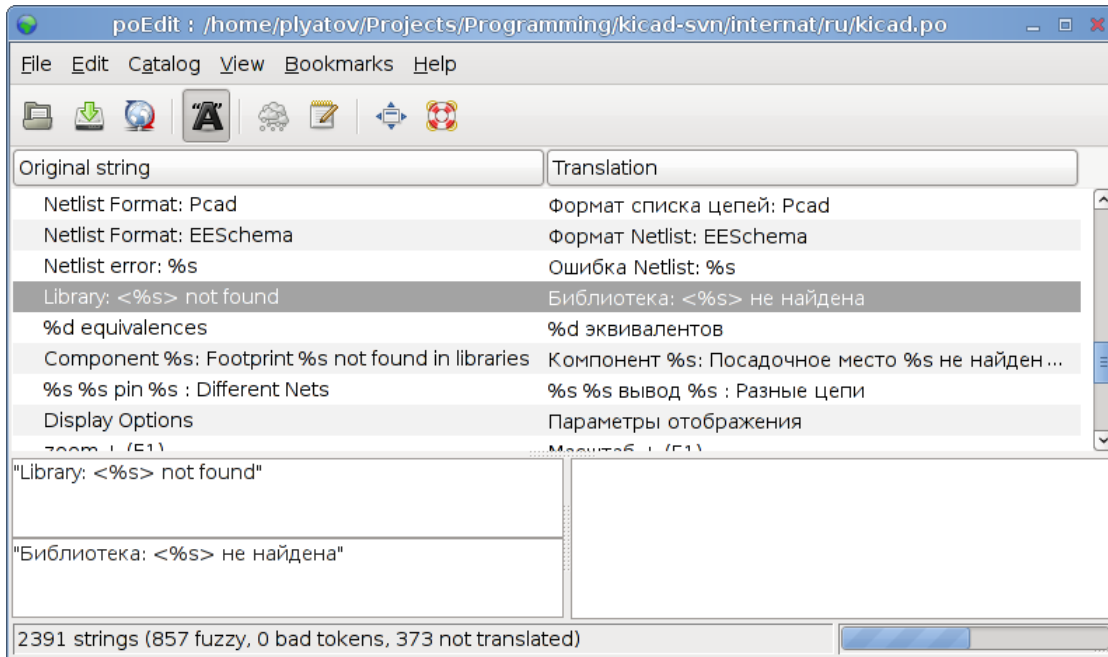 poEdit : /home/plyatov/Projects/Programming/kicad-svn/internat/ru/kicad.po
File Edit Catalog View Bookmarks Help
"A"
Original string Translation
Netlist Format: Pcad Формат списка цепей: Pcad
Netlist Format: EESchema Формат Netlist: EESchema
Netlist error: %s Ошибка Netlist: %s
Library: <%s> not found Библиотека: <%s> не найдена
%d equivalences %d эквивалентов
Component %s: Footprint %s not found in libraries Компонент %s: Посадочное место %s не найден ...
%s %s pin %s : Different Nets %s %s вывод %s : Разные цепи
Display Options Параметры отображения
zoom + (F1) Масштаб + (F1)
"Library: <%s> not found"
"Библиотека: <%s> не найдена"
2391 strings (857 fuzzy, 0 bad tokens, 373 not translated)